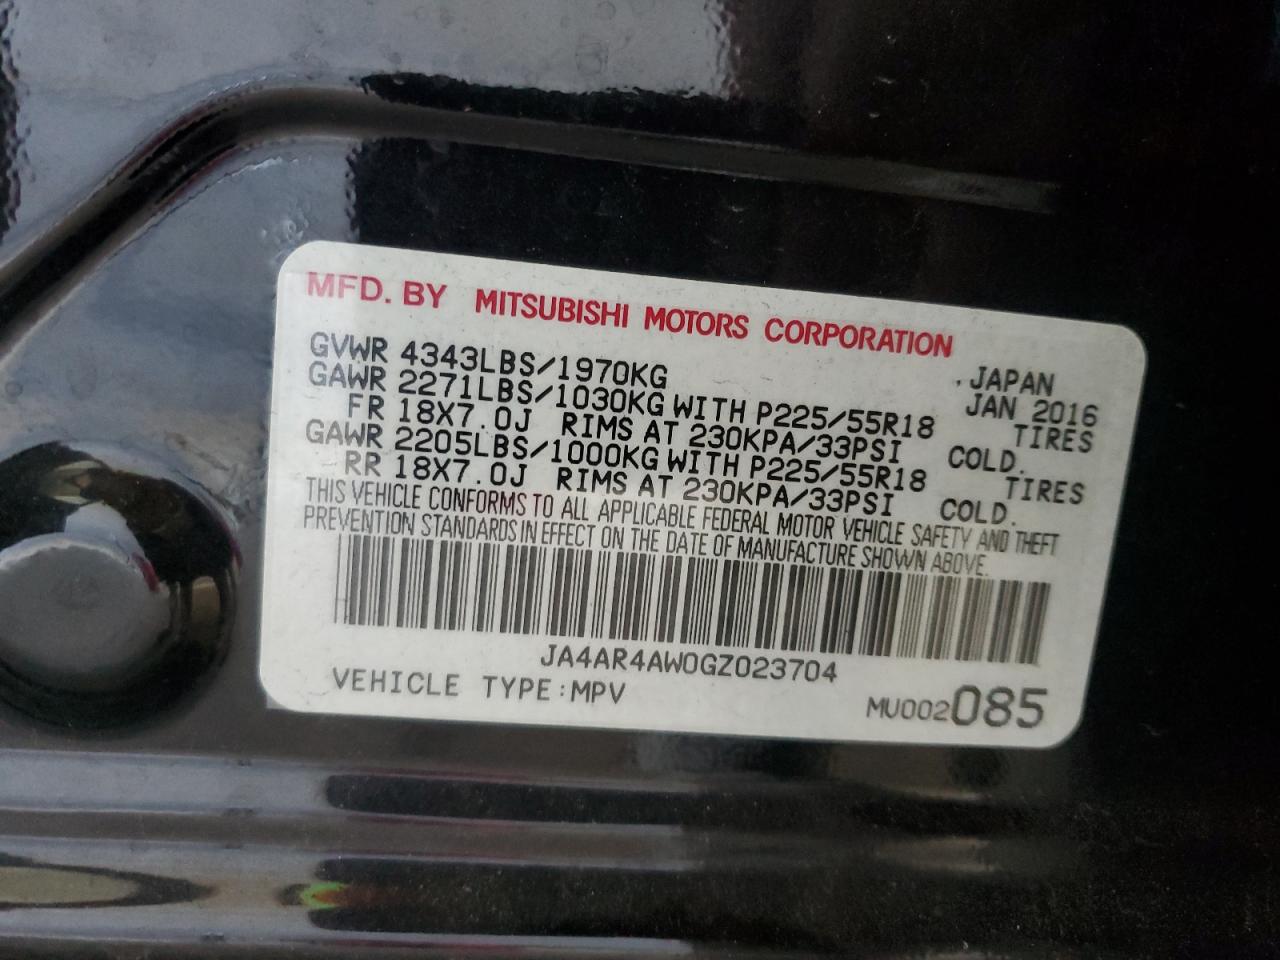 MFD. BY MITSUBISHI MOTORS CORPORATION
GVWR 4343LBS/1970KG .JAPAN
GAWR 2271LBS/1030KG WITH P225/55R18 JAN 2016
FR 18X7.0J RIMS AT 230KPA/33PSI TIRES
COLD.
GAWR 2205LBS/1000KG WITH P225/55R18 TIRES
RR 18X7.0J RIMS AT 230KPA/33PSI COLD.
THIS VEHICLE CONFORMS TO ALL APPLICABLE FEDERAL MOTOR VEHICLE SAFETY AND THEFT
PREVENTION STANDARDS IN EFFECT ON THE DATE OF MANUFACTURE SHOWN ABOVE.
JA4AR4AW0GZ023704
VEHICLE TYPE:MPV MU002085